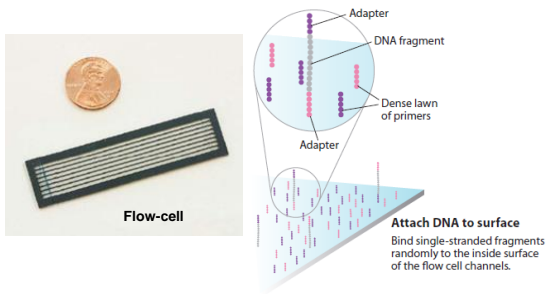 Adapter
DNA fragment
Dense lawn
of primers
Adapter
Flow-cell
Attach DNA to surface
Bind single-stranded fragments
randomly to the inside surface
of the flow cell channels.